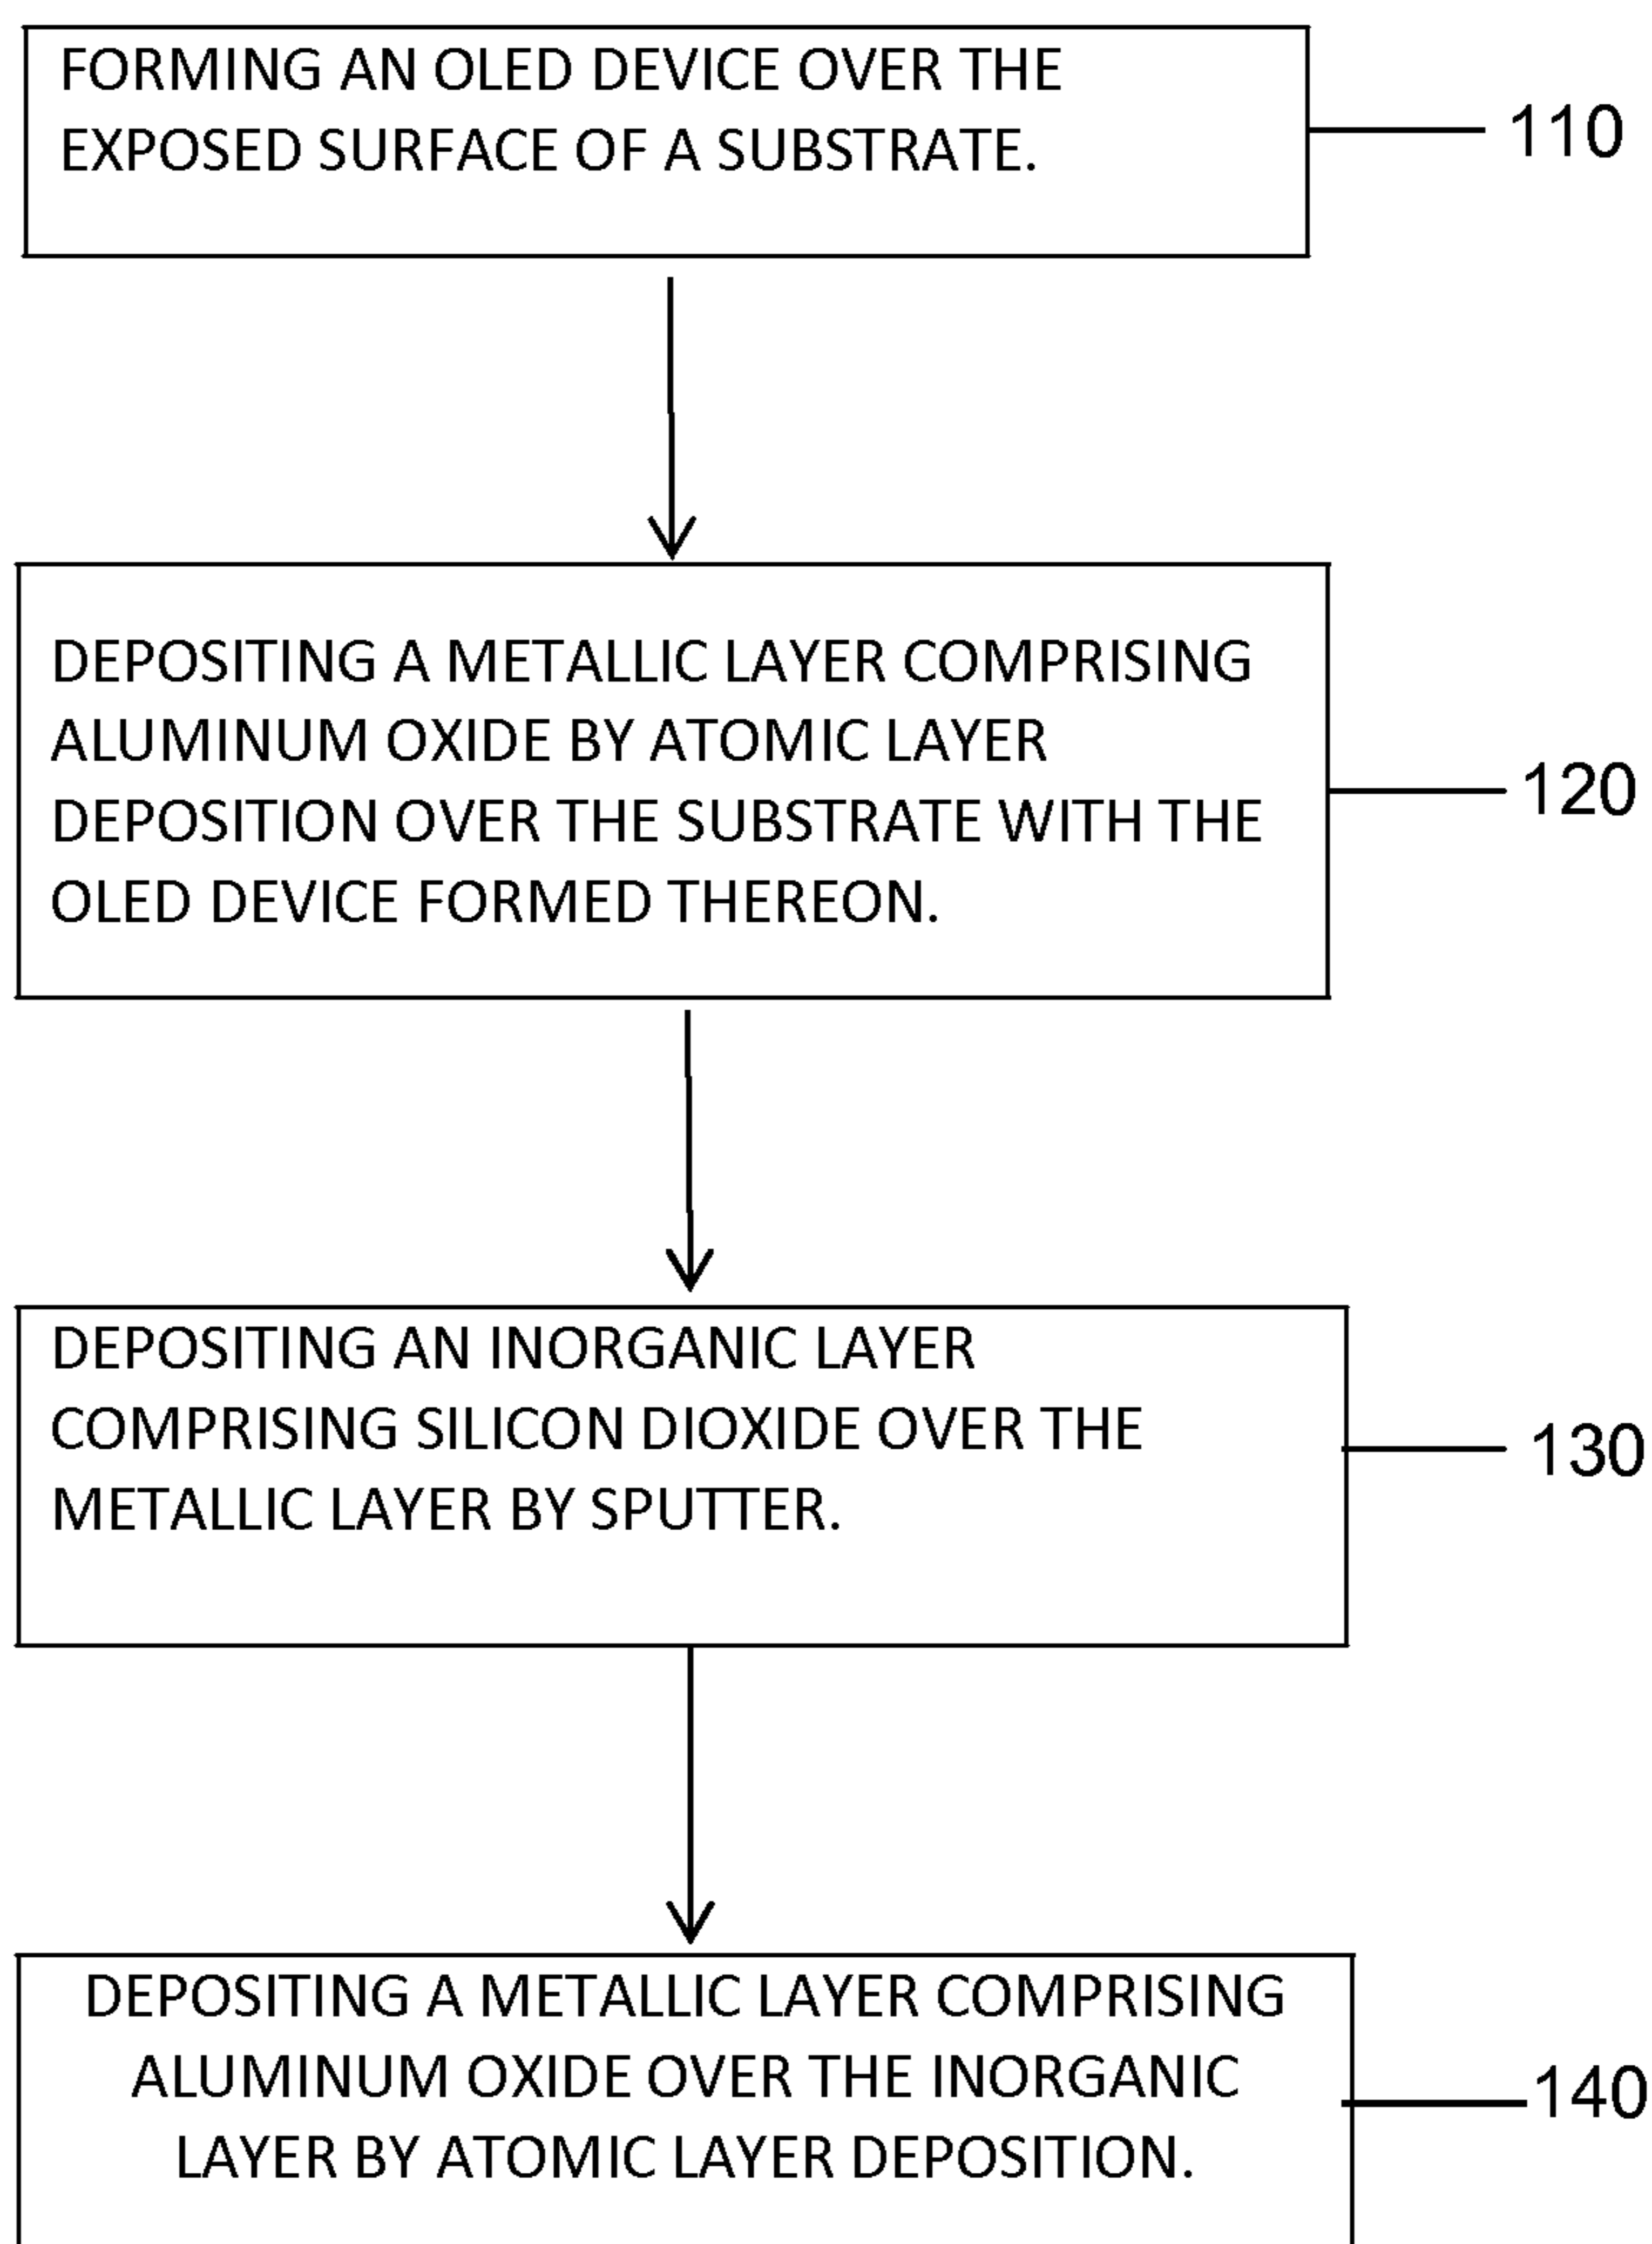 FORMING AN OLED DEVICE OVER THE
EXPOSED SURFACE OF A SUBSTRATE.
110
DEPOSITING A METALLIC LAYER COMPRISING
ALUMINUM OXIDE BY ATOMIC LAYER
DEPOSITION OVER THE SUBSTRATE WITH THE
OLED DEVICE FORMED THEREON.
120
DEPOSITING AN INORGANIC LAYER
COMPRISING SILICON DIOXIDE OVER THE
METALLIC LAYER BY SPUTTER.
130
DEPOSITING A METALLIC LAYER COMPRISING
ALUMINUM OXIDE OVER THE INORGANIC
LAYER BY ATOMIC LAYER DEPOSITION.
140